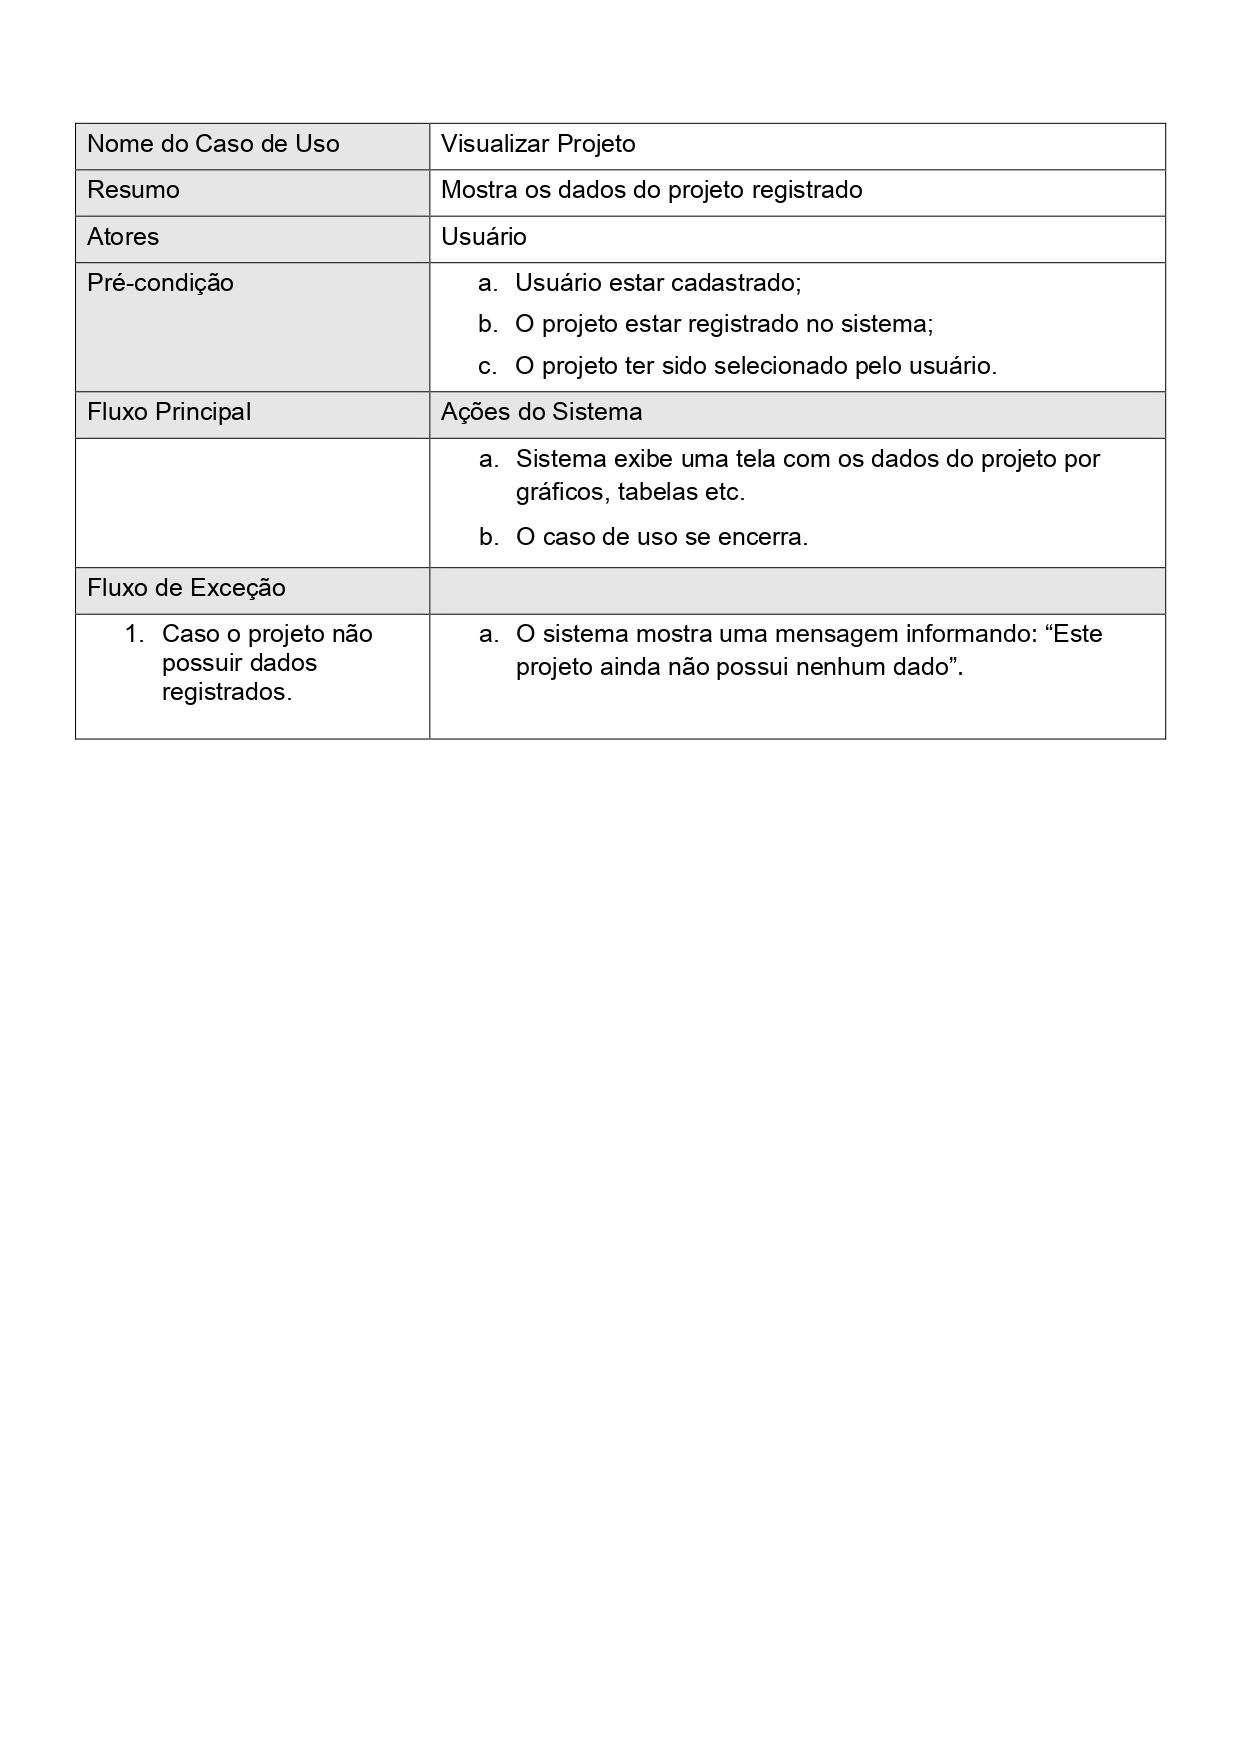 Nome do Caso de Uso
Visualizar Projeto
Resumo
Mostra os dados do projeto registrado
Atores
Usuário
Pré-condição
a. Usuário estar cadastrado;
b. O projeto estar registrado no sistema;
c. O projeto ter sido selecionado pelo usuário.
Fluxo Principal
Ações do Sistema
a. Sistema exibe uma tela com os dados do projeto por
gráficos, tabelas etc.
b. O caso de uso se encerra.
Fluxo de Exceção
1. Caso o projeto não
possuir dados
registrados.
a. O sistema mostra uma mensagem informando: “Este
projeto ainda não possui nenhum dado”.